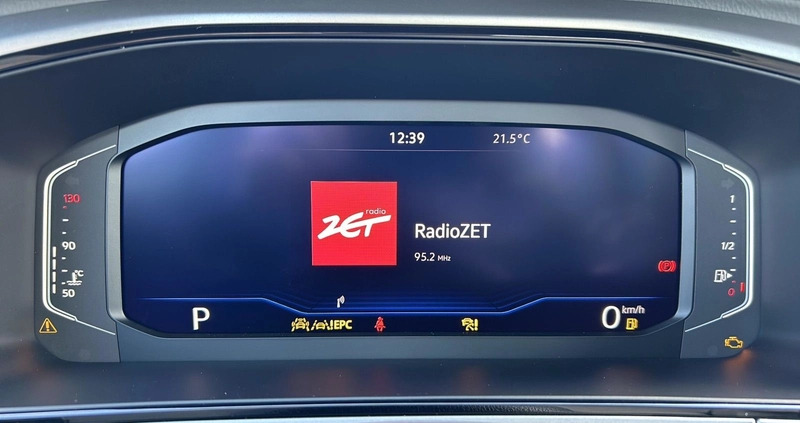 12:39 21.5°C
radio
ZET
RadioZET
95.2 MHz
130
90
°C
50
1
1/2
0
P
EPC
0 km/h